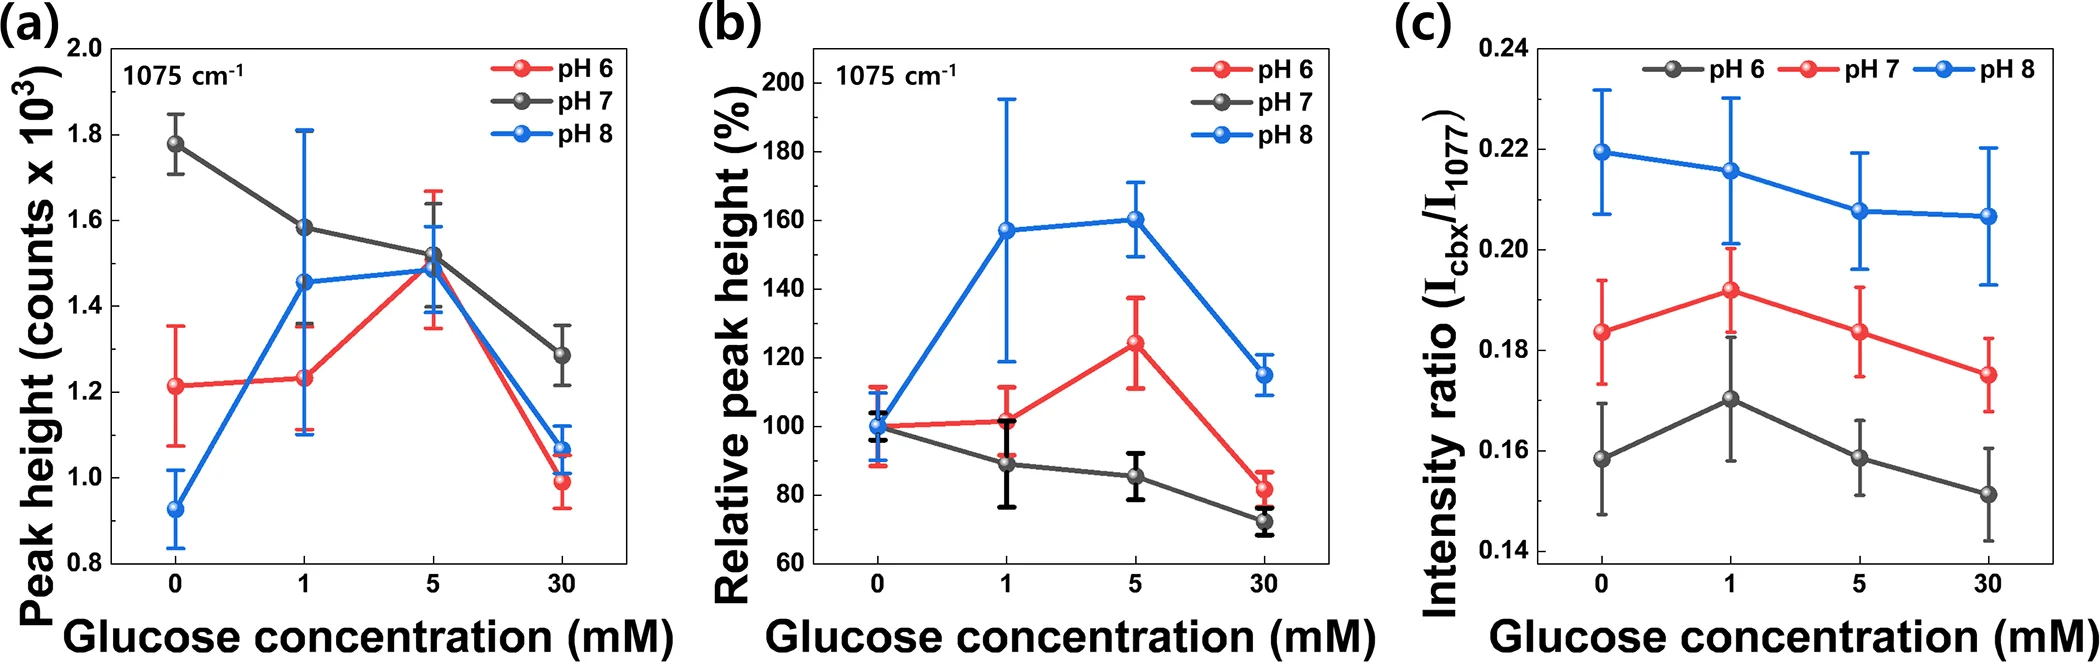 (a)
Peak height (counts x 10³)
2.0
1.8
1.6
1.4
1.2
1.0
0.8
1075 cm⁻¹
pH 6
pH 7
pH 8
0 1 5 30
Glucose concentration (mM)
(b)
Relative peak height (%)
200
180
160
140
120
100
80
60
1075 cm⁻¹
pH 6
pH 7
pH 8
0 1 5 30
Glucose concentration (mM)
(c)
Intensity ratio (I_cbx/I_1077)
0.24
0.22
0.20
0.18
0.16
0.14
pH 6 pH 7 pH 8
0 1 5 30
Glucose concentration (mM)